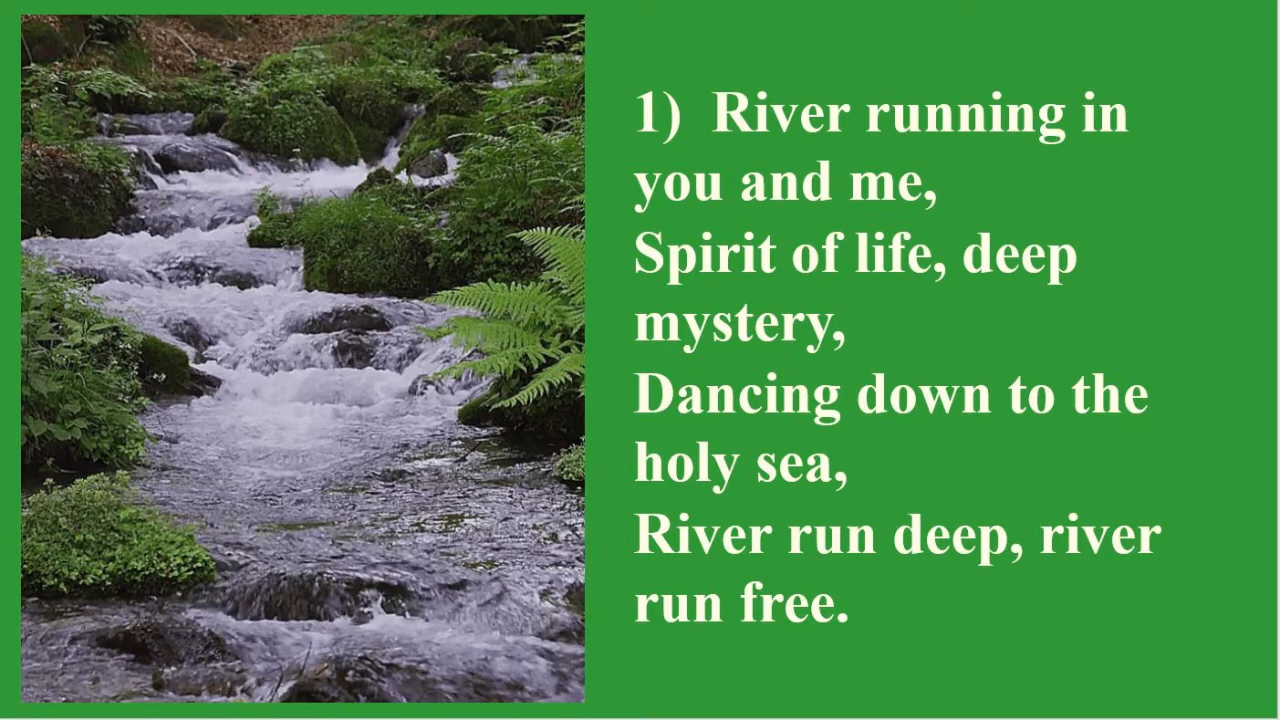 1)  River running in
you and me,
Spirit of life, deep
mystery,
Dancing down to the
holy sea,
River run deep, river
run free.